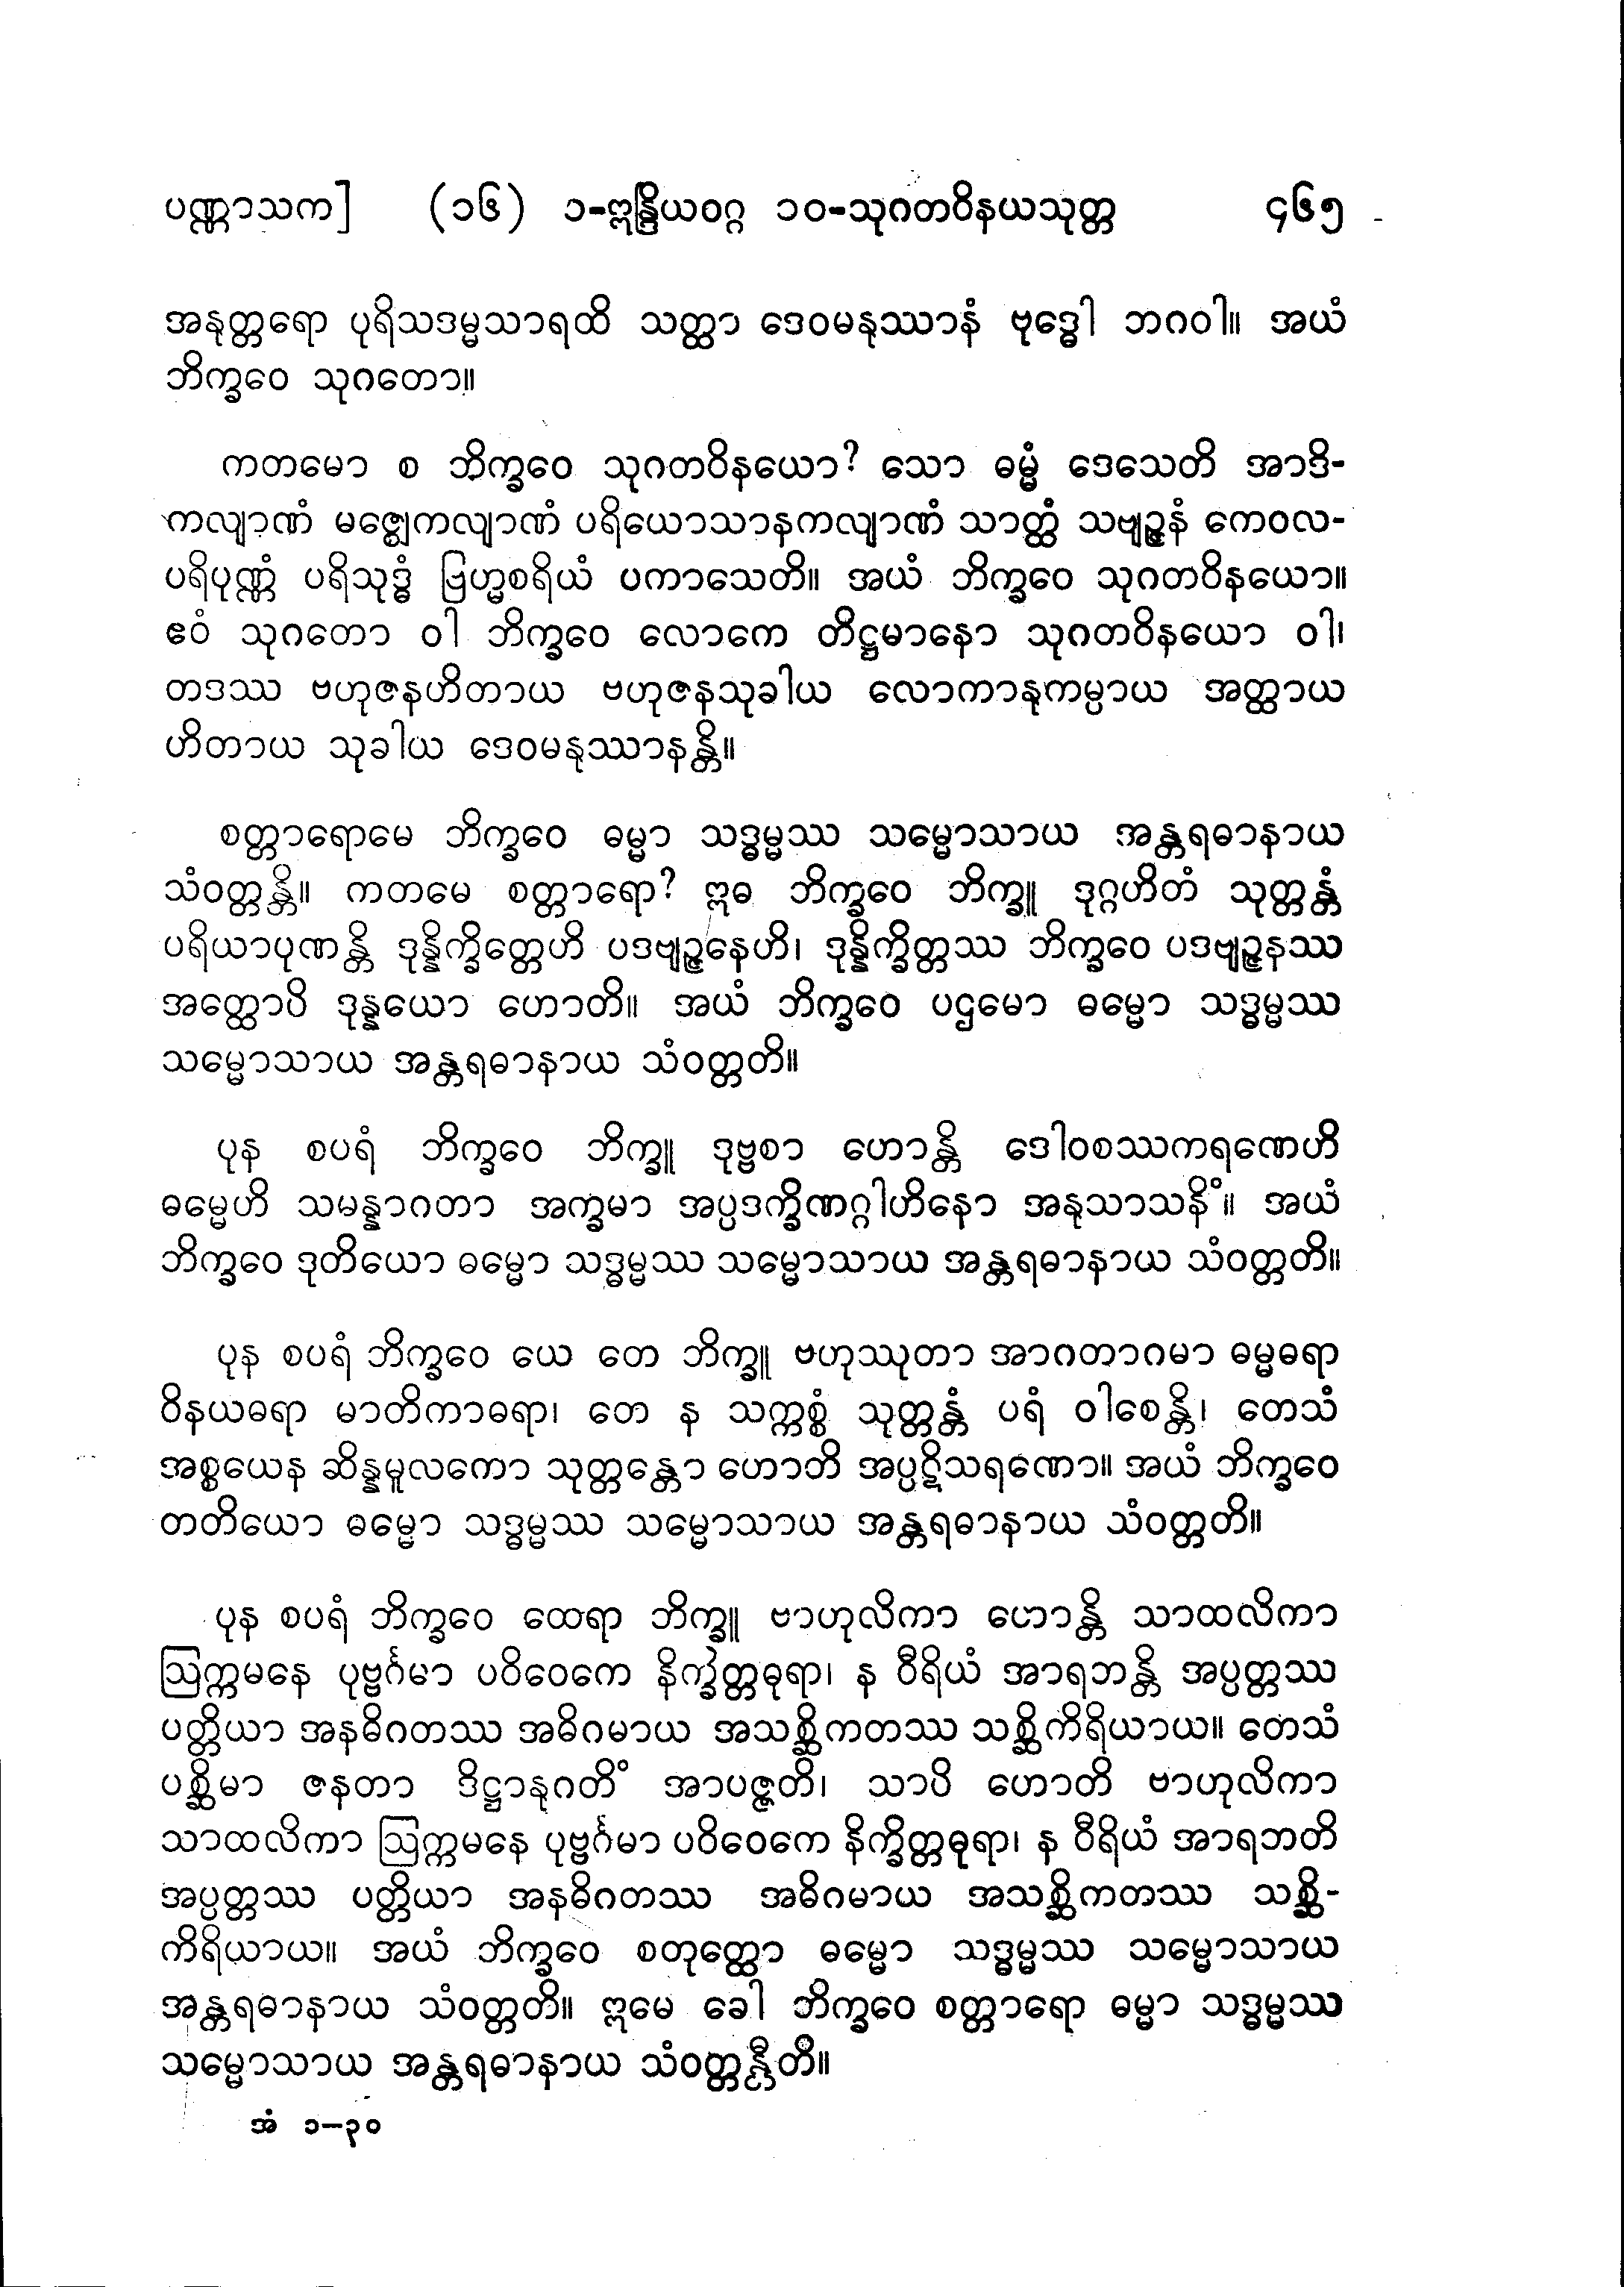 ပဏ္ဏာသက] (၁၆) ၁-ဣန္ဒြိယဝဂ္ဂ ၁၀-သုဂတဝိနယသုတ္တ ၄၆၅
အနုတ္တရော ပုရိသဒမ္မသာရထိ သတ္ထာ ဒေဝမနုဿာနံ ဗုဒ္ဓေါ ဘဂဝါ။ အယံ
ဘိက္ခဝေ သုဂတော။
ကတမော စ ဘိက္ခဝေ သုဂတဝိနယော? သော ဓမ္မံ ဒေသေတိ အာဒိ-
ကလျာဏံ မဇ္ဈေကလျာဏံ ပရိယောသာနကလျာဏံ သာတ္ထံ သဗျဉ္ဇနံ ကေဝလ-
ပရိပုဏ္ဏံ ပရိသုဒ္ဓံ ဗြဟ္မစရိယံ ပကာသေတိ။ အယံ ဘိက္ခဝေ သုဂတဝိနယော။
ဧဝံ သုဂတော ဝါ ဘိက္ခဝေ လောကေ တိဋ္ဌမာနော သုဂတဝိနယော ဝါ၊
တဒဿ ဗဟုဇနဟိတာယ ဗဟုဇနသုခါယ လောကာနုကမ္ပာယ အတ္ထာယ
ဟိတာယ သုခါယ ဒေဝမနုဿာနန္တိ။
စတ္တာရောမေ ဘိက္ခဝေ ဓမ္မာ သဒ္ဓမ္မဿ သမ္မောသာယ အန္တရဓာနာယ
သံဝတ္တန္တိ။ ကတမေ စတ္တာရော? ဣဓ ဘိက္ခဝေ ဘိက္ခူ ဒုဂ္ဂဟိတံ သုတ္တန္တံ
ပရိယာပုဏန္တိ ဒုန္နိက္ခိတ္တေဟိ ပဒဗျဉ္ဇနေဟိ၊ ဒုန္နိက္ခိတ္တဿ ဘိက္ခဝေ ပဒဗျဉ္ဇနဿ
အတ္ထောပိ ဒုန္နယော ဟောတိ။ အယံ ဘိက္ခဝေ ပဌမော ဓမ္မော သဒ္ဓမ္မဿ
သမ္မောသာယ အန္တရဓာနာယ သံဝတ္တတိ။
ပုန စပရံ ဘိက္ခဝေ ဘိက္ခူ ဒုဗ္ဗစာ ဟောန္တိ ဒေါဝစဿကရဏေဟိ
ဓမ္မေဟိ သမန္နာဂတာ အက္ခမာ အပ္ပဒက္ခိဏဂ္ဂါဟိနော အနုသာသနိံ။ အယံ
ဘိက္ခဝေ ဒုတိယော ဓမ္မော သဒ္ဓမ္မဿ သမ္မောသာယ အန္တရဓာနာယ သံဝတ္တတိ။
ပုန စပရံ ဘိက္ခဝေ ယေ တေ ဘိက္ခူ ဗဟုဿုတာ အာဂတာဂမာ ဓမ္မဓရာ
ဝိနယဓရာ မာတိကာဓရာ၊ တေ န သက္ကစ္စံ သုတ္တန္တံ ပရံ ဝါစေန္တိ၊ တေသံ
အစ္စယေန ဆိန္နမူလကော သုတ္တန္တော ဟောတိ အပ္ပဋိသရဏော။ အယံ ဘိက္ခဝေ
တတိယော ဓမ္မော သဒ္ဓမ္မဿ သမ္မောသာယ အန္တရဓာနာယ သံဝတ္တတိ။
ပုန စပရံ ဘိက္ခဝေ ထေရာ ဘိက္ခူ ဗာဟုလိကာ ဟောန္တိ သာထလိကာ
ဩက္ကမနေ ပုဗ္ဗင်္ဂမာ ပဝိဝေကေ နိက္ခိတ္တဓုရာ၊ န ဝီရိယံ အာရဘန္တိ အပ္ပတ္တဿ
ပတ္တိယာ အနဓိဂတဿ အဓိဂမာယ အသစ္ဆိကတဿ သစ္ဆိကိရိယာယ။ တေသံ
ပစ္ဆိမာ ဇနတာ ဒိဋ္ဌာနုဂတိံ အာပဇ္ဇတိ၊ သာပိ ဟောတိ ဗာဟုလိကာ
သာထလိကာ ဩက္ကမနေ ပုဗ္ဗင်္ဂမာ ပဝိဝေကေ နိက္ခိတ္တဓုရာ၊ န ဝီရိယံ အာရဘတိ
အပ္ပတ္တဿ ပတ္တိယာ အနဓိဂတဿ အဓိဂမာယ အသစ္ဆိကတဿ သစ္ဆိ-
ကိရိယာယ။ အယံ ဘိက္ခဝေ စတုတ္ထော ဓမ္မော သဒ္ဓမ္မဿ သမ္မောသာယ
အန္တရဓာနာယ သံဝတ္တတိ။ ဣမေ ခေါ ဘိက္ခဝေ စတ္တာရော ဓမ္မာ သဒ္ဓမ္မဿ
သမ္မောသာယ အန္တရဓာနာယ သံဝတ္တန္တီတိ။
အံ ၁-၃၀